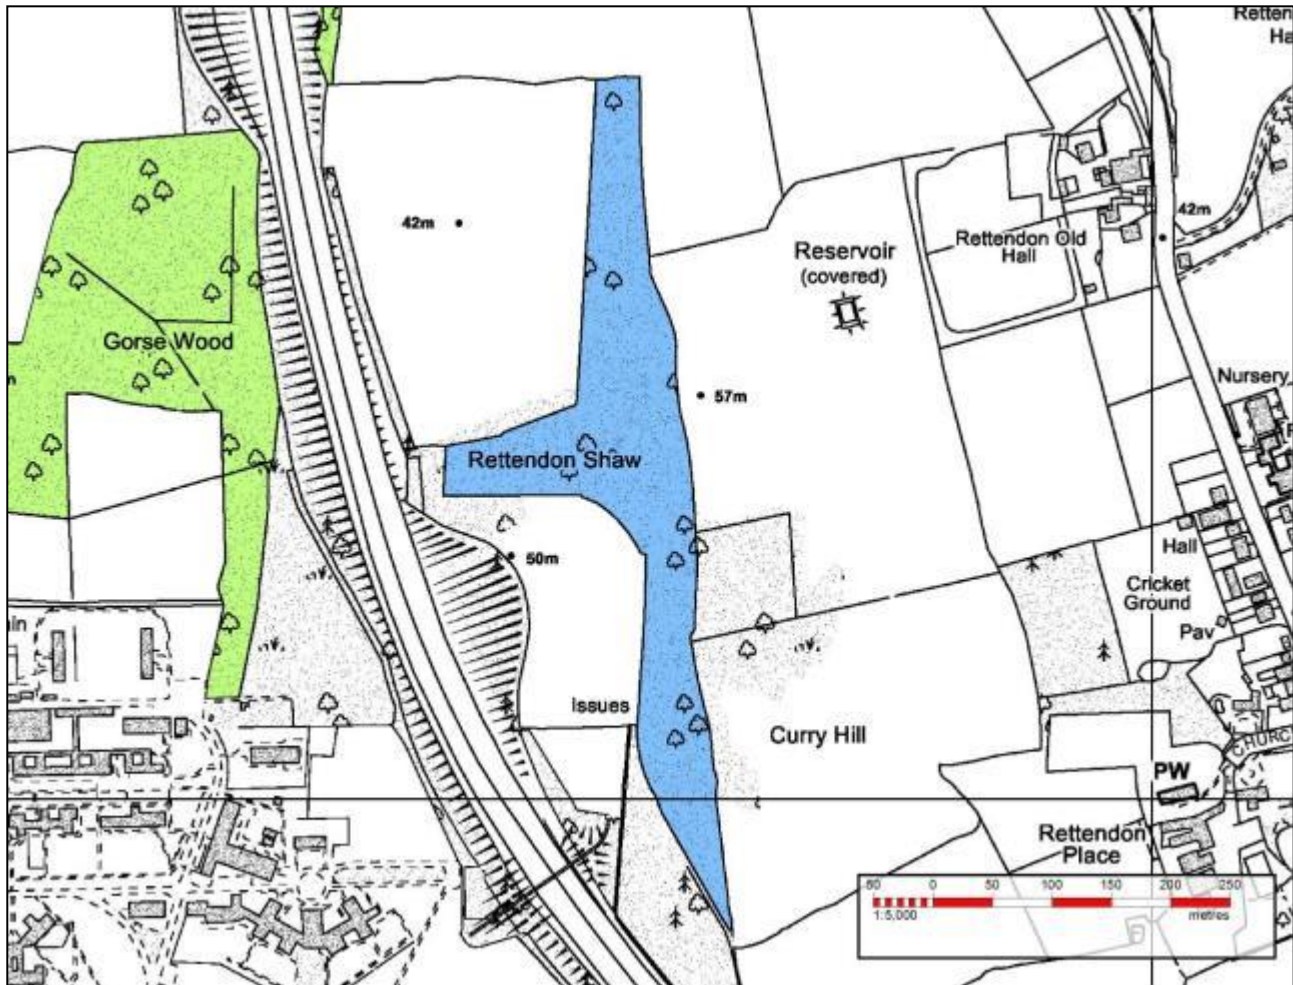 Retten
Ha
42m
42m
Rettendon Old
Hall
Reservoir
(covered)
Gorse Wood
Nursery
57m
Rettendon Shaw
50m
Hall
Cricket
Ground
Pav
Issues
Curry Hill
CHURC
PW
Rettendon
Place
50 0 50 100 150 200 250
1:5,000 metres